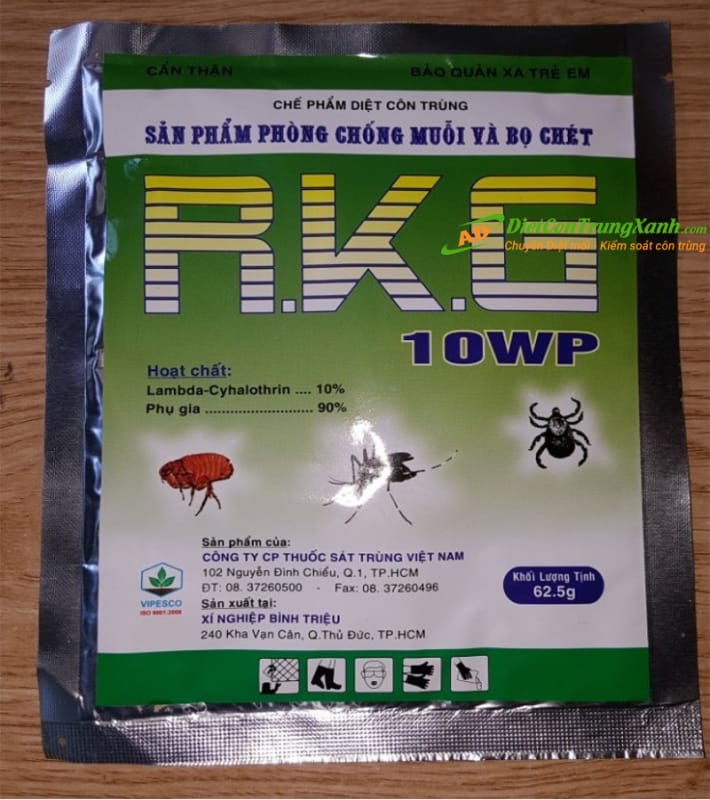 CẨN THẬN BẢO QUẢN XA TRẺ EM
CHẾ PHẨM DIỆT CÔN TRÙNG
SẢN PHẨM PHÒNG CHỐNG MUỖI VÀ BỌ CHÉT
R.K.G
AD DietConTrungXanh.com
Chuyên Diệt mối - Kiểm soát côn trùng
10WP
Hoạt chất:
Lambda-Cyhalothrin .... 10%
Phụ gia ........................... 90%
Sản phẩm của:
CÔNG TY CP THUỐC SÁT TRÙNG VIỆT NAM
102 Nguyễn Đình Chiểu, Q.1, TP.HCM
ĐT: 08. 37260500 - Fax: 08. 37260496
Sản xuất tại:
XÍ NGHIỆP BÌNH TRIỆU
240 Kha Vạn Cân, Q.Thủ Đức, TP.HCM
VIPESCO
ISO 9001:2008
Khối Lượng Tịnh
62.5g